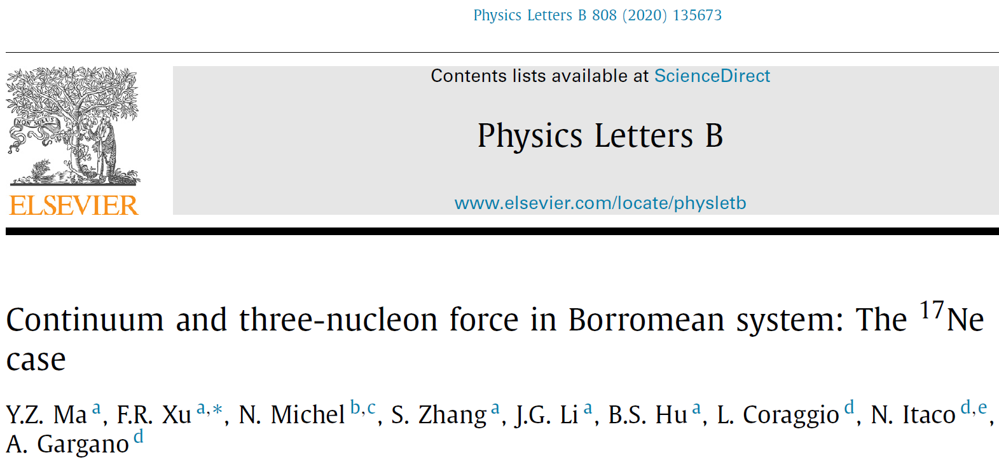 Physics Letters B 808 (2020) 135673
Contents lists available at ScienceDirect
NON SOLUS
Physics Letters B
ELSEVIER
www.elsevier.com/locate/physletb
Continuum and three-nucleon force in Borromean system: The ¹⁷Ne
case
Y.Z. Ma ᵃ, F.R. Xu ᵃ,*, N. Michel ᵇ,ᶜ, S. Zhang ᵃ, J.G. Li ᵃ, B.S. Hu ᵃ, L. Coraggio ᵈ, N. Itaco ᵈ,ᵉ,
A. Gargano ᵈ